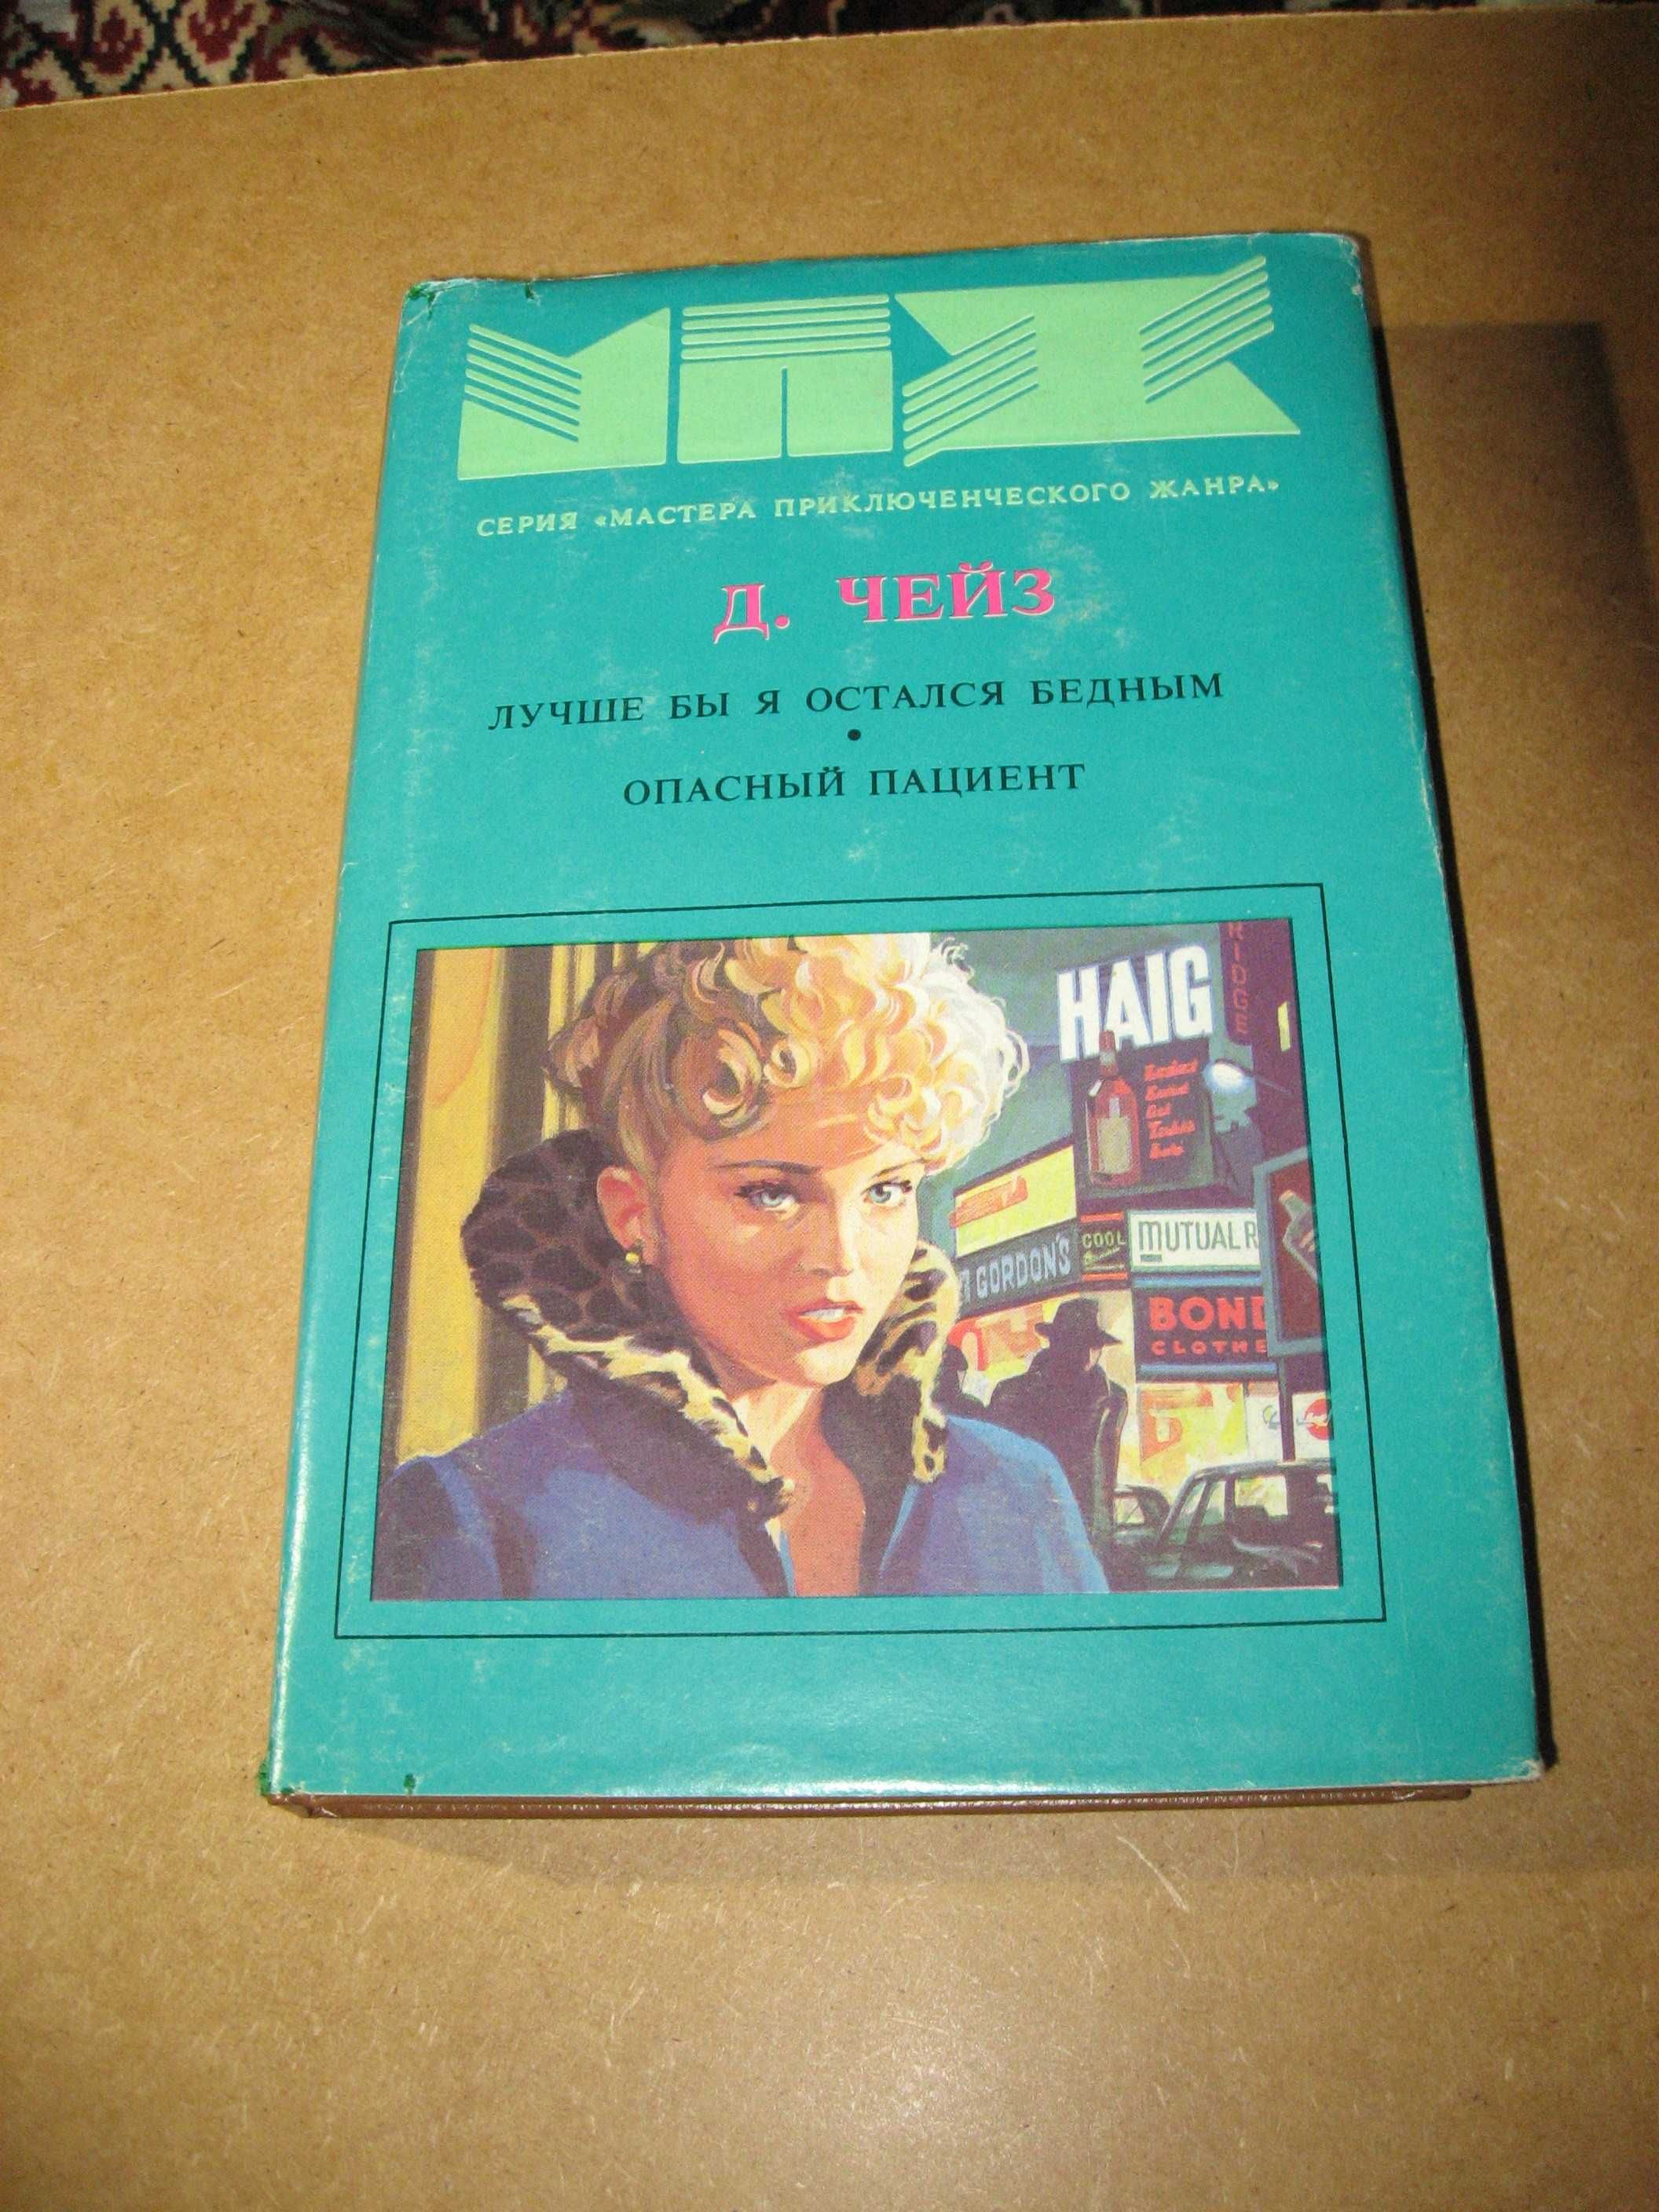 МПЖ
СЕРИЯ «МАСТЕРА ПРИКЛЮЧЕНЧЕСКОГО ЖАНРА»
Д. ЧЕЙЗ
ЛУЧШЕ БЫ Я ОСТАЛСЯ БЕДНЫМ
•
ОПАСНЫЙ ПАЦИЕНТ
HAIG
RIDGE
GORDON'S
COOL
MUTUAL R
BOND
CLOTHE